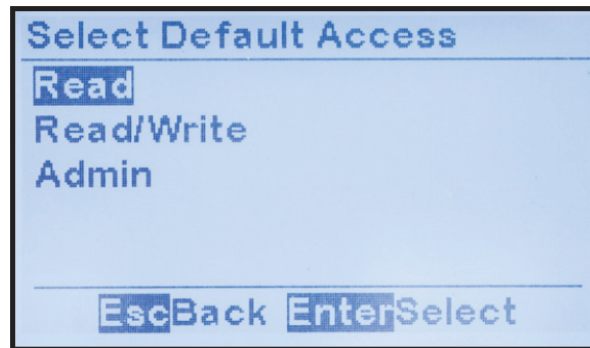 Select Default Access
Read
Read/Write
Admin
EscBack EnterSelect